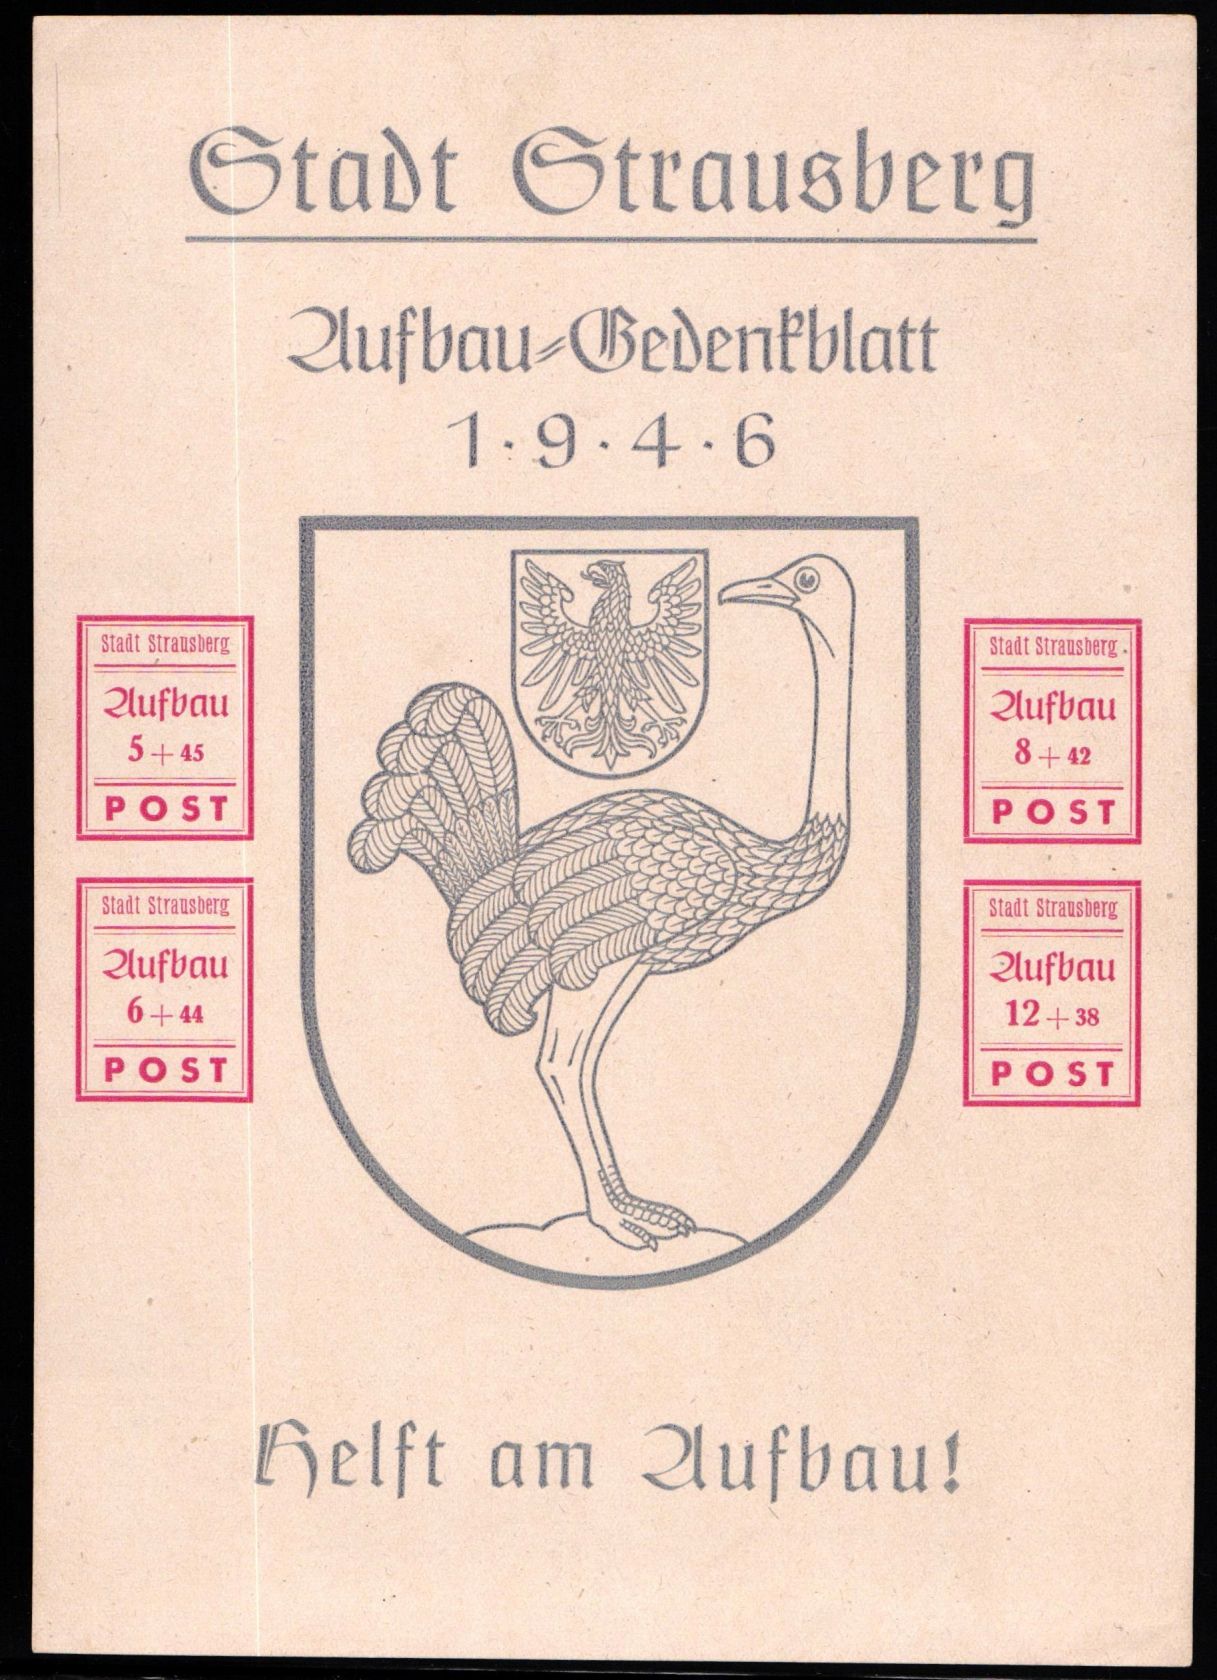 Stadt Strausberg
Aufbau-Gedenkblatt
1·9·4·6
Stadt Strausberg
Aufbau
5+45
POST
Stadt Strausberg
Aufbau
6+44
POST
Stadt Strausberg
Aufbau
8+42
POST
Stadt Strausberg
Aufbau
12+38
POST
Helft am Aufbau!